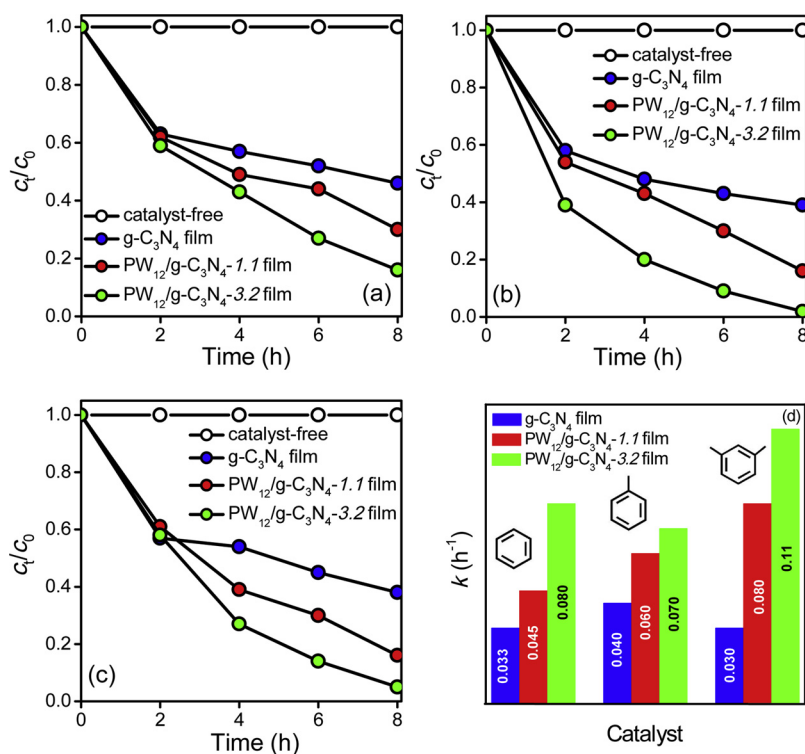 1.0
0.8
0.6
0.4
0.2
0.0
cₜ/c₀
catalyst-free
g-C₃N₄ film
PW₁₂/g-C₃N₄-1.1 film
PW₁₂/g-C₃N₄-3.2 film
(a)
0 2 4 6 8
Time (h)
1.0
0.8
0.6
0.4
0.2
0.0
cₜ/c₀
catalyst-free
g-C₃N₄ film
PW₁₂/g-C₃N₄-1.1 film
PW₁₂/g-C₃N₄-3.2 film
(b)
0 2 4 6 8
Time (h)
1.0
0.8
0.6
0.4
0.2
0.0
cₜ/c₀
catalyst-free
g-C₃N₄ film
PW₁₂/g-C₃N₄-1.1 film
PW₁₂/g-C₃N₄-3.2 film
(c)
0 2 4 6 8
Time (h)
(d)
g-C₃N₄ film
PW₁₂/g-C₃N₄-1.1 film
PW₁₂/g-C₃N₄-3.2 film
k (h⁻¹)
0.033
0.045
0.080
0.040
0.060
0.070
0.030
0.080
0.11
Catalyst